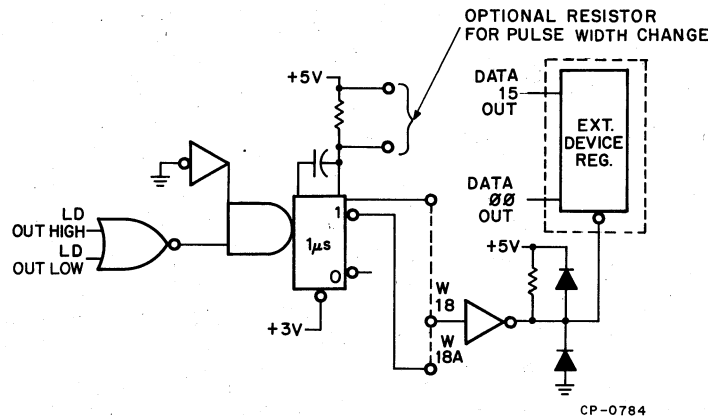 OPTIONAL RESISTOR
FOR PULSE WIDTH CHANGE
+5V
DATA
15
OUT
EXT.
DEVICE
REG.
DATA
ØØ
OUT
LD
OUT HIGH
LD
OUT LOW
1
1µs
0
+3V
+5V
W
18
W
18A
CP-0784